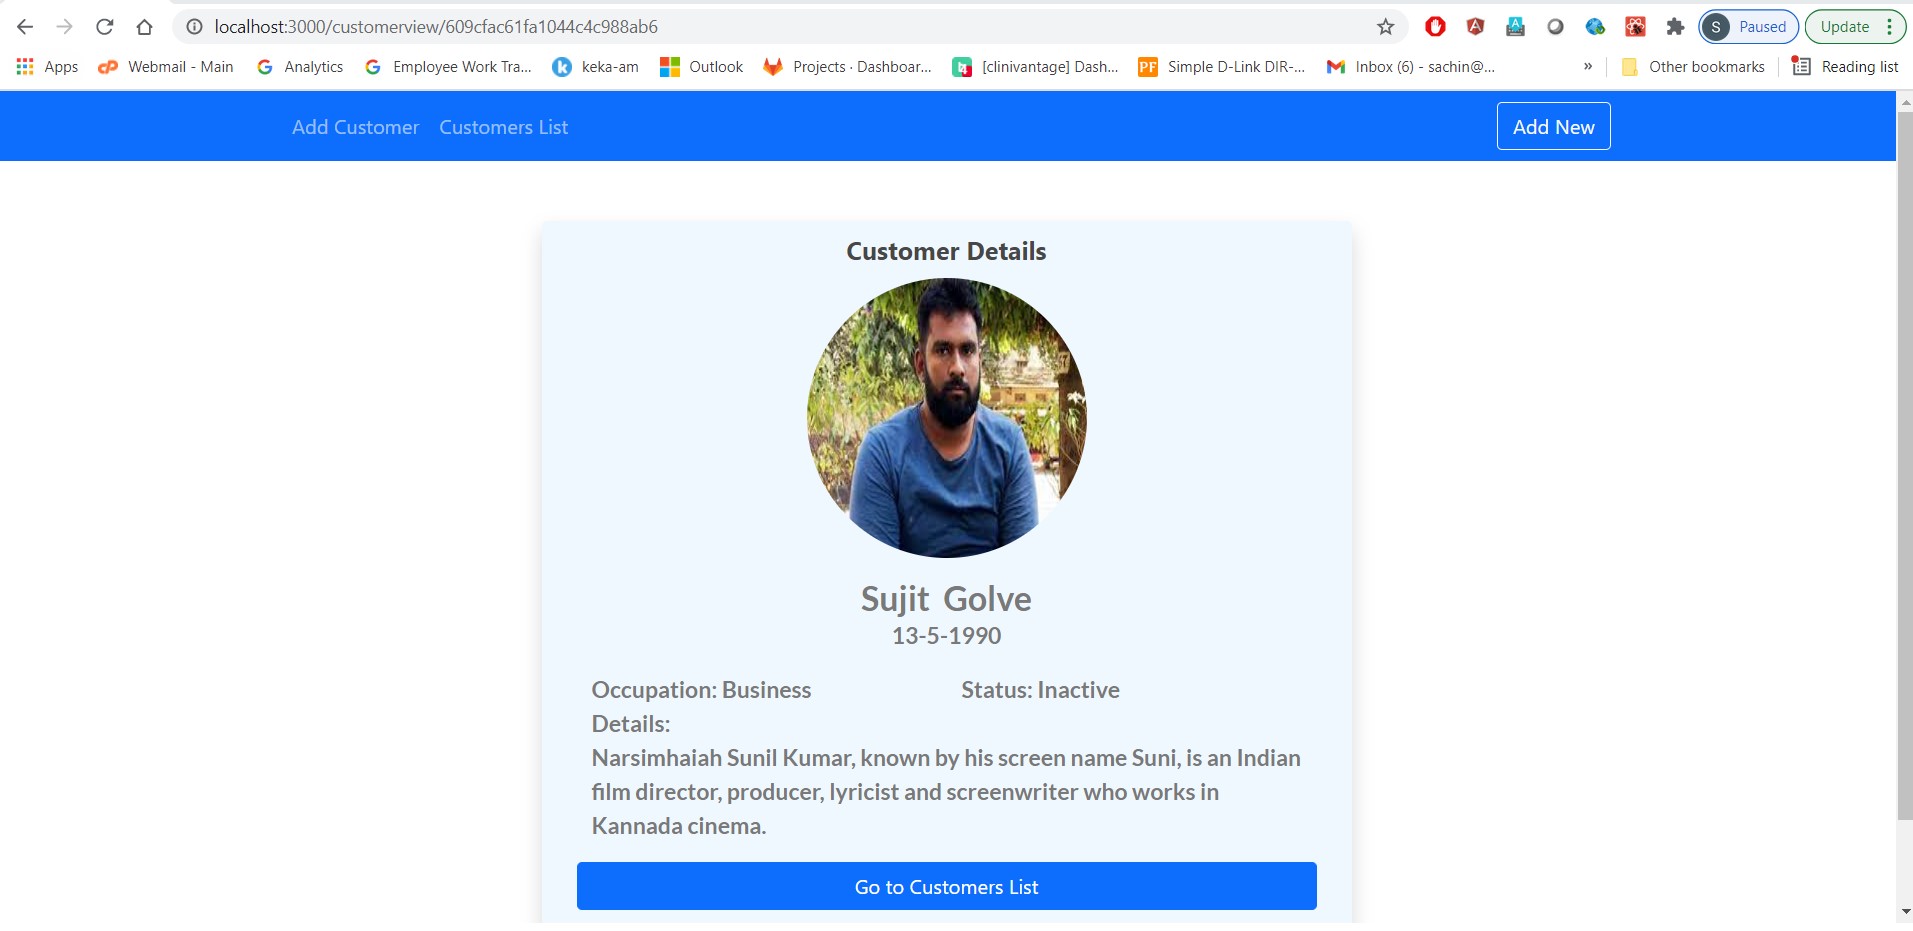 localhost:3000/customerview/609cfac61fa1044c4c988ab6
S Paused Update
Apps cP Webmail - Main Analytics Employee Work Tra... keka-am Outlook Projects · Dashboar... [clinivantage] Dash... PF Simple D-Link DIR-... Inbox (6) - sachin@... » Other bookmarks Reading list
Add Customer Customers List Add New
Customer Details
Sujit Golve
13-5-1990
Occupation: Business Status: Inactive
Details:
Narsimhaiah Sunil Kumar, known by his screen name Suni, is an Indian
film director, producer, lyricist and screenwriter who works in
Kannada cinema.
Go to Customers List